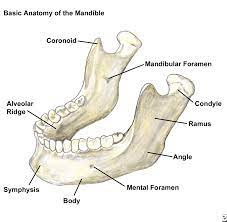 Basic Anatomy of the Mandible
Coronoid
Mandibular Foramen
Condyle
Alveolar
Ridge
Ramus
Angle
Mental Foramen
Body
Symphysis